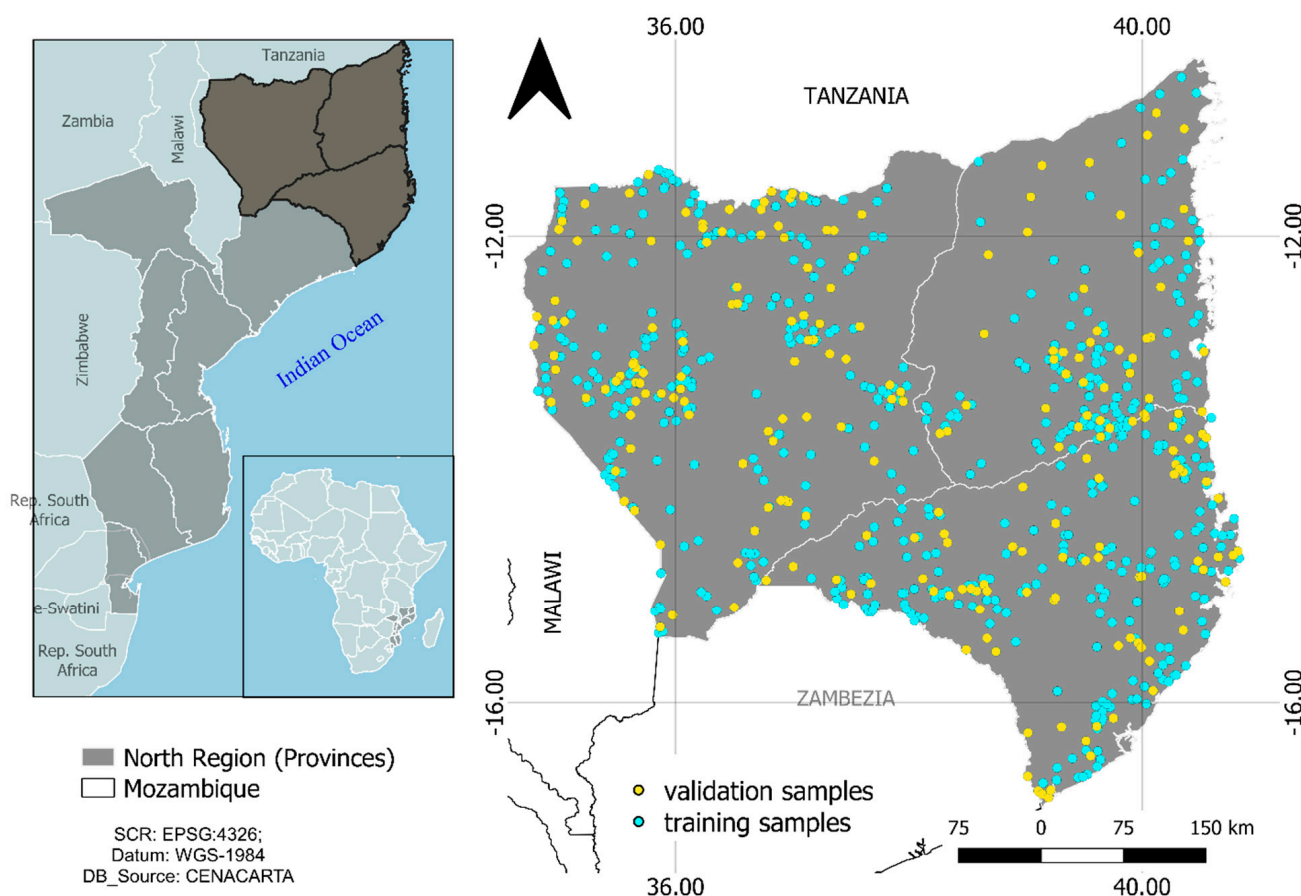 Tanzania
Zambia
Malawi
Zimbabwe
Indian Ocean
Rep. South
Africa
e-Swatini
Rep. South
Africa
North Region (Provinces)
Mozambique
SCR: EPSG:4326;
Datum: WGS-1984
DB_Source: CENACARTA
36.00
40.00
TANZANIA
-12.00
-12.00
MALAWI
ZAMBEZIA
-16.00
-16.00
validation samples
training samples
75 0 75 150 km
36.00
40.00